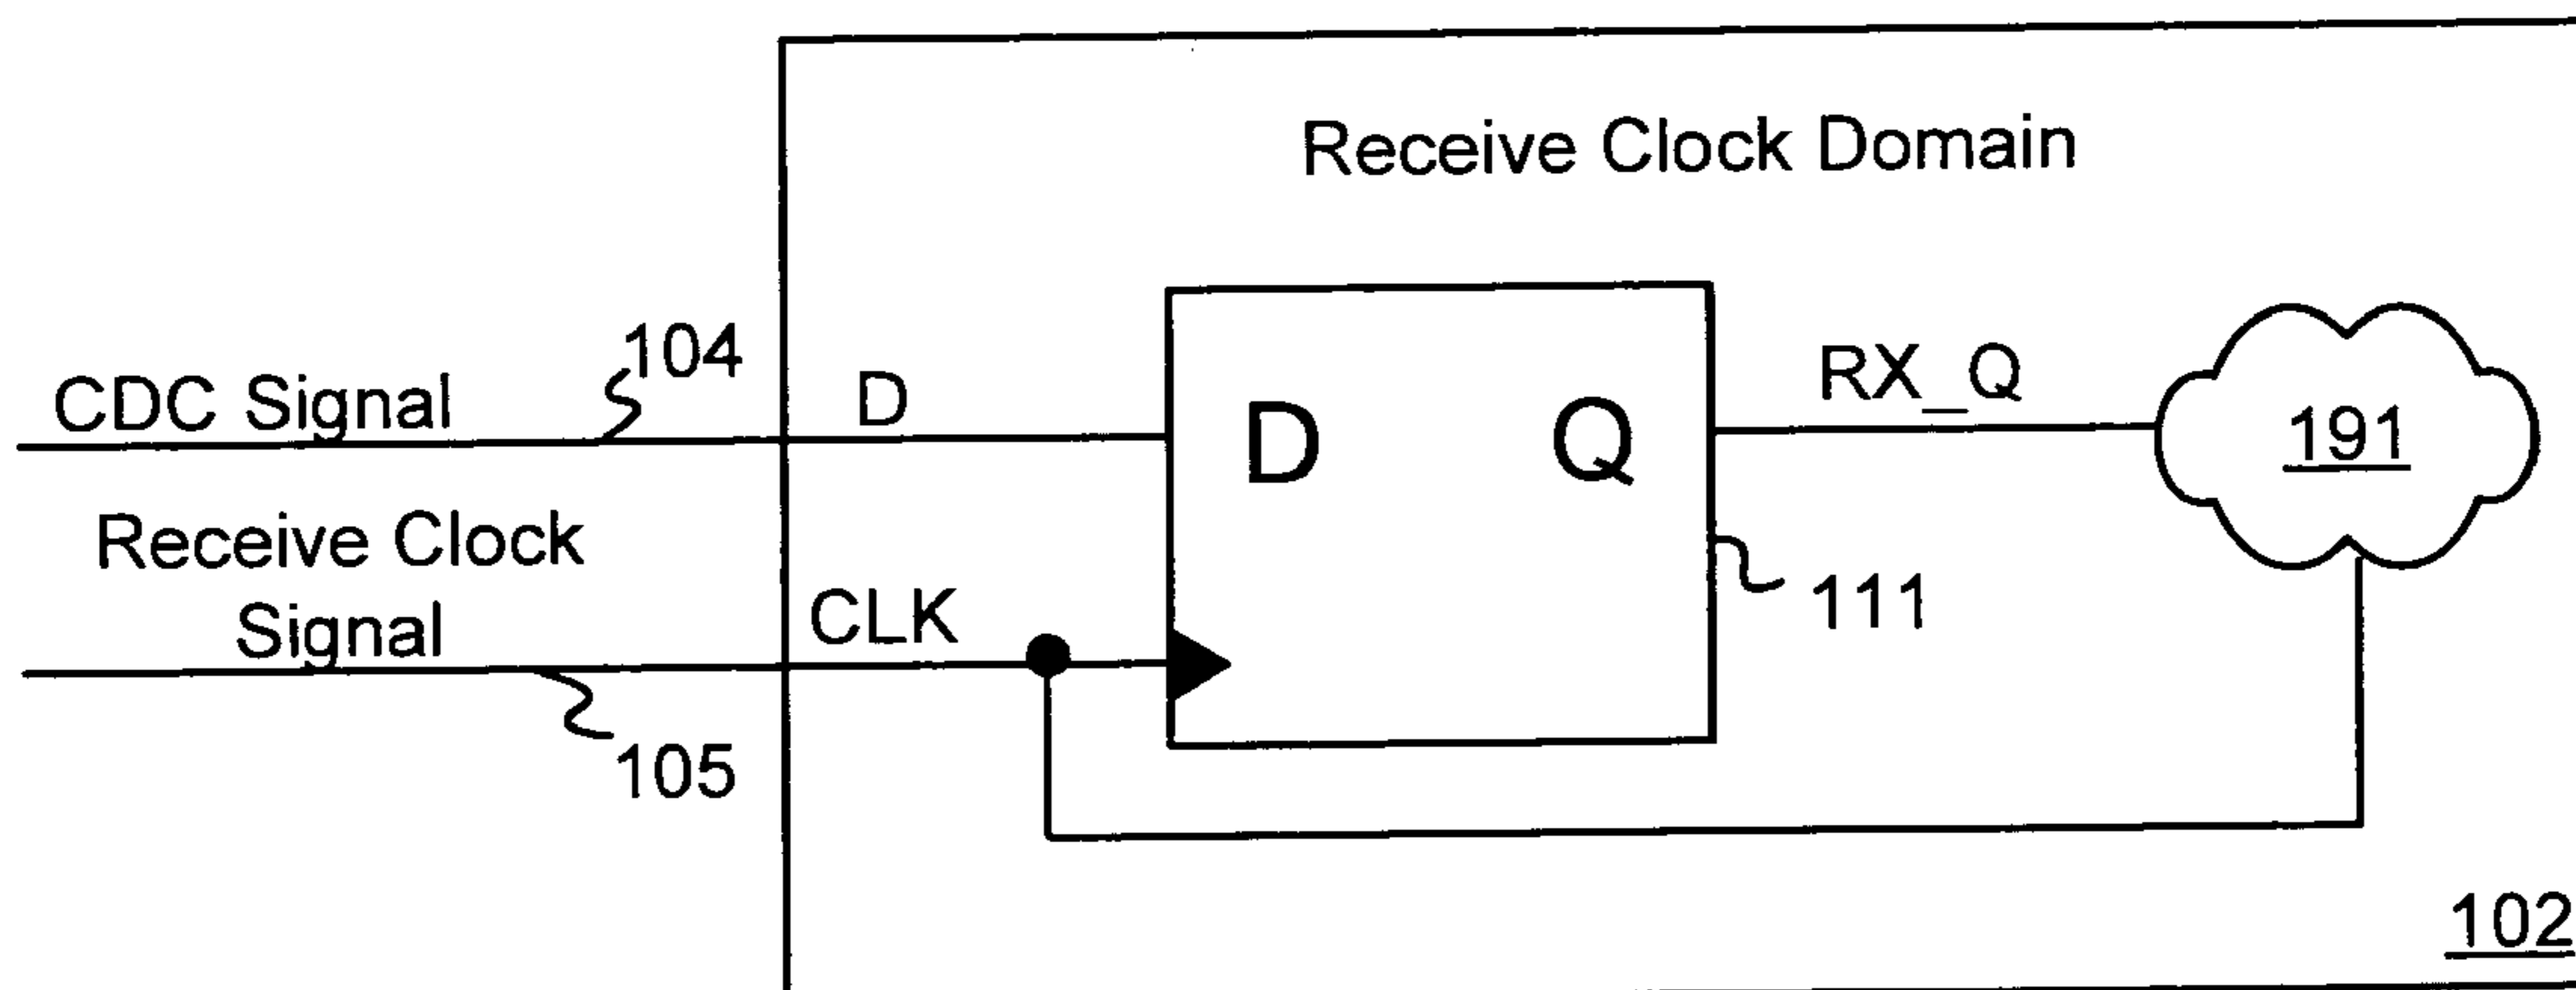 Receive Clock Domain
CDC Signal
104
D
D
Q
RX_Q
191
Receive Clock
Signal
105
CLK
111
102